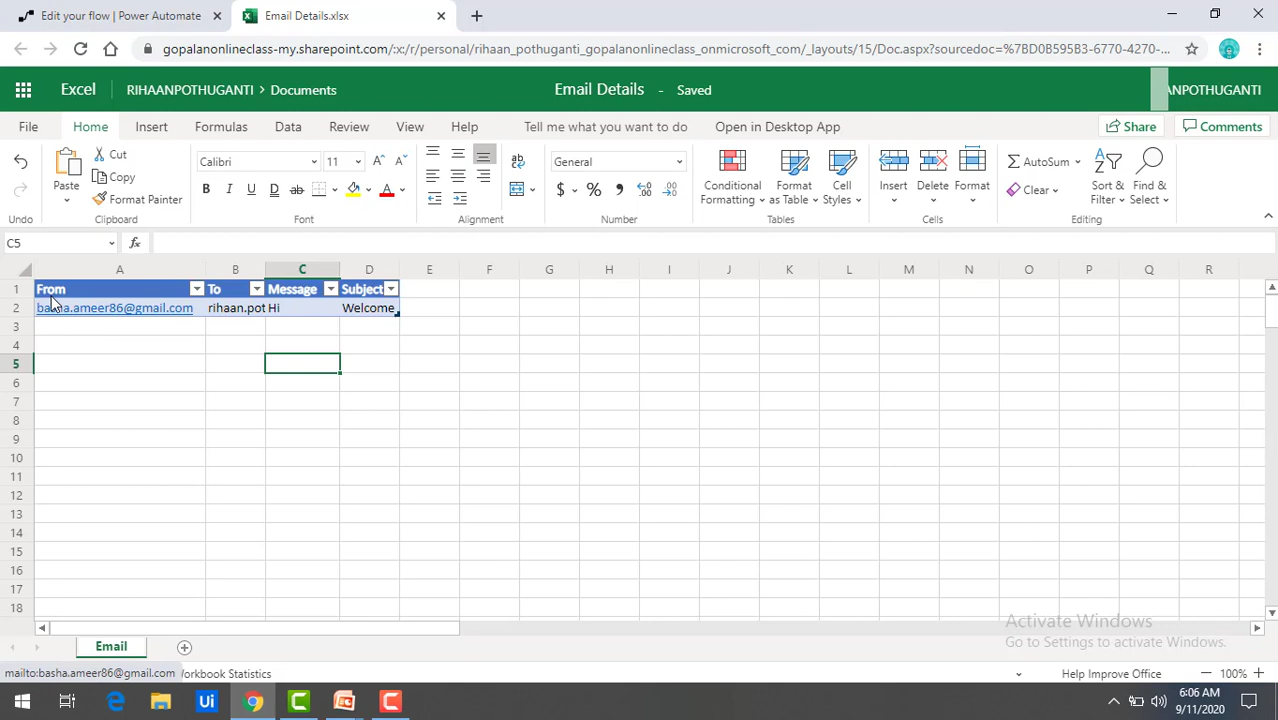 Edit your flow | Power Automate
Email Details.xlsx
gopalanonlineclass-my.sharepoint.com/:x:/r/personal/rihaan_pothuganti_gopalanonlineclass_onmicrosoft_com/_layouts/15/Doc.aspx?sourcedoc=%7BD0B595B3-6770-4270-...
Excel
RIHAANPOTHUGANTI > Documents
Email Details - Saved
ANPOTHUGANTI
File Home Insert Formulas Data Review View Help Tell me what you want to do Open in Desktop App Share Comments
Cut
Copy
Format Painter
Paste
Calibri 11
General
Conditional Formatting
Format as Table
Cell Styles
Insert
Delete
Format
AutoSum
Clear
Sort & Filter
Find & Select
Undo Clipboard Font Alignment Number Tables Cells Editing
C5 fx
A B C D E F G H I J K L M N O P Q R
1 From To Message Subject
2 basha.ameer86@gmail.com rihaan.pot Hi Welcome
3
4
5
6
7
8
9
10
11
12
13
14
15
16
17
18
Activate Windows
Go to Settings to activate Windows.
Email
mailto:basha.ameer86@gmail.com orkbook Statistics
Help Improve Office
100%
Ui
6:06 AM
9/11/2020